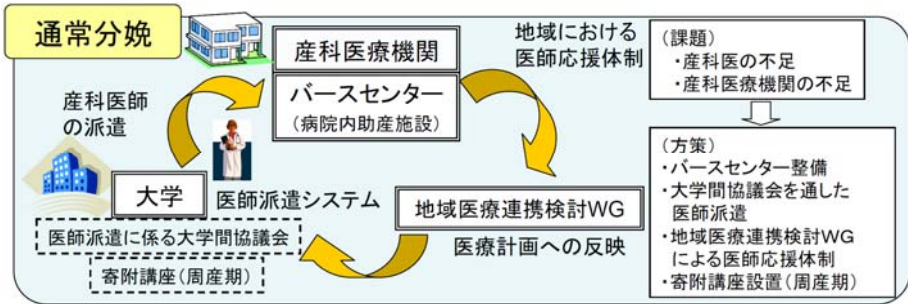 通常分娩
産科医療機関
バースセンター
(病院内助産施設)
地域における
医師応援体制
産科医師
の派遣
大学
医師派遣システム
医師派遣に係る大学間協議会
寄附講座(周産期)
地域医療連携検討WG
医療計画への反映
(課題)
・産科医の不足
・産科医療機関の不足
(方策)
・バースセンター整備
・大学間協議会を通した
医師派遣
・地域医療連携検討WG
による医師応援体制
・寄附講座設置(周産期)